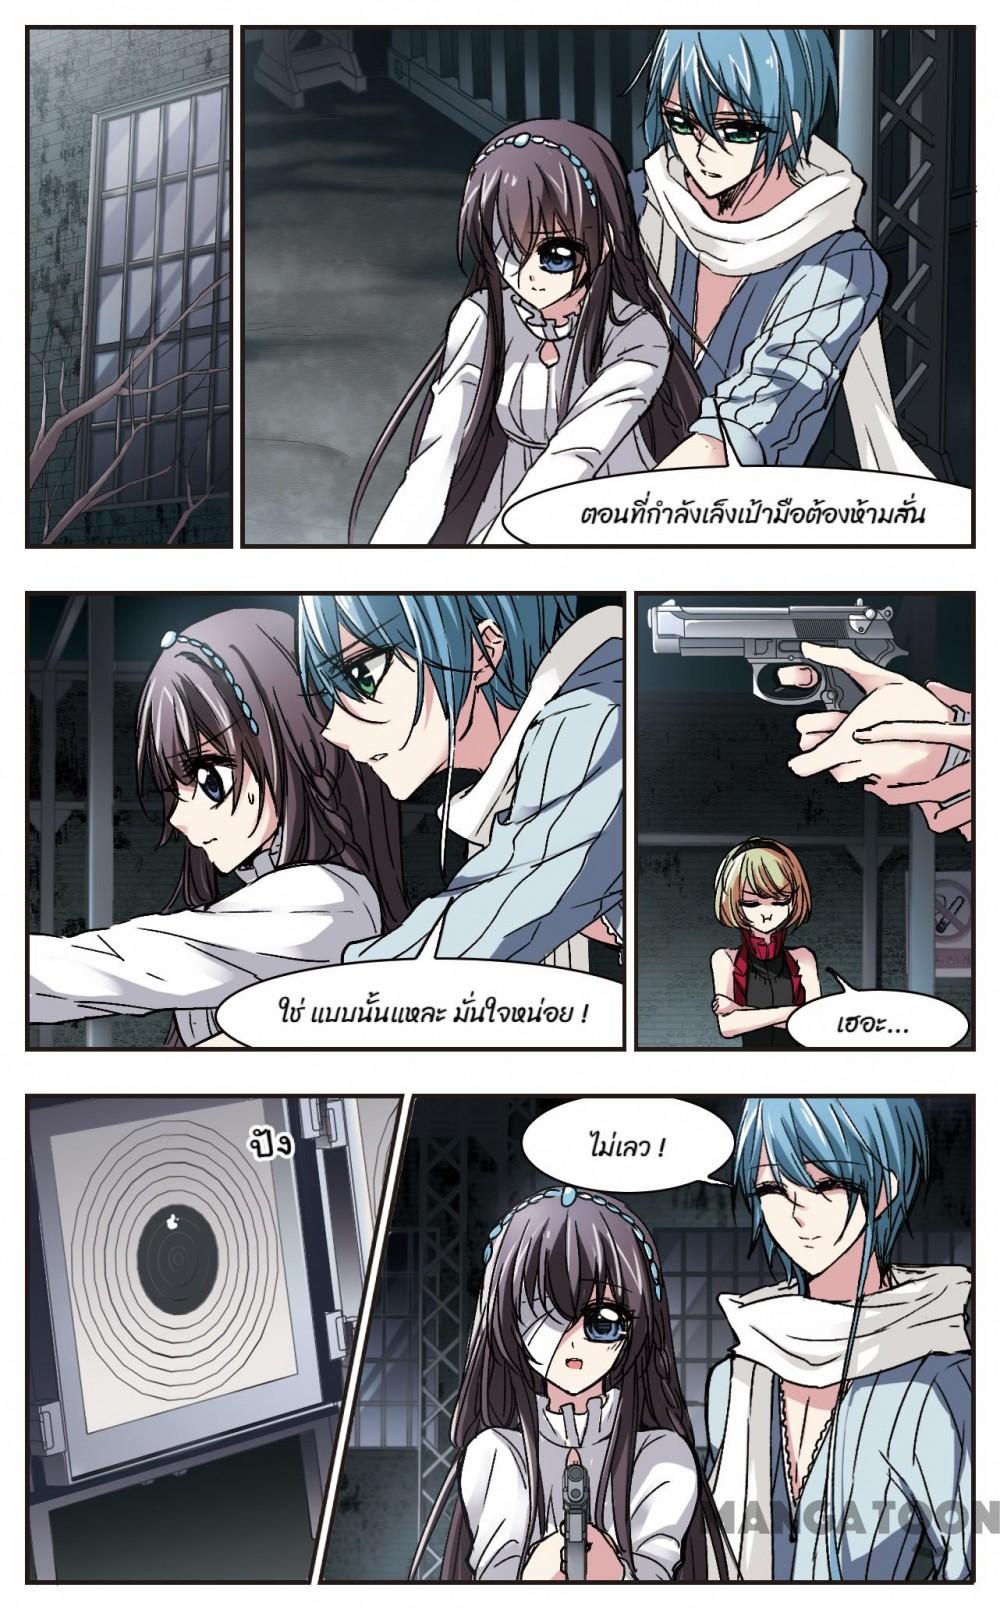 ตอนที่กำลังเล็งเป้ามือต้องห้ามสั่น
ใช่ แบบนั้นแหละ มั่นใจหน่อย !
เฮอะ...
ปัง
ไม่เลว !
MANGATOON